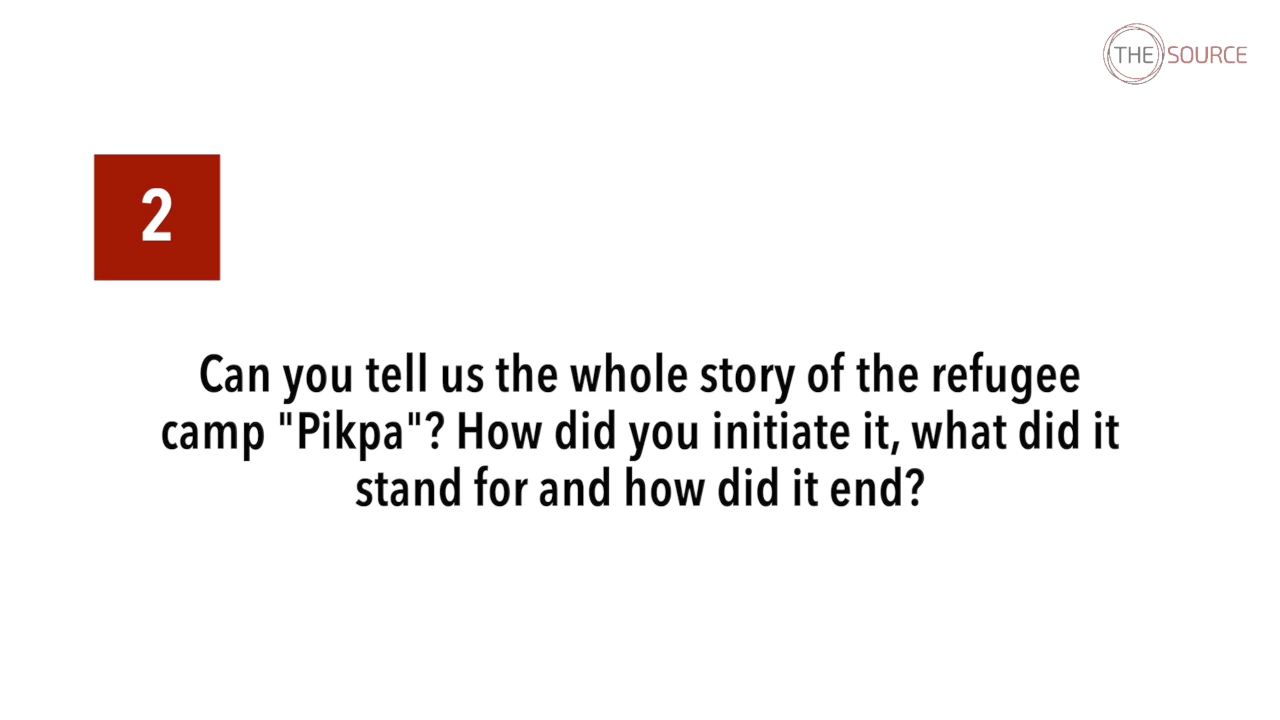 THE SOURCE
2
Can you tell us the whole story of the refugee
camp "Pikpa"? How did you initiate it, what did it
stand for and how did it end?